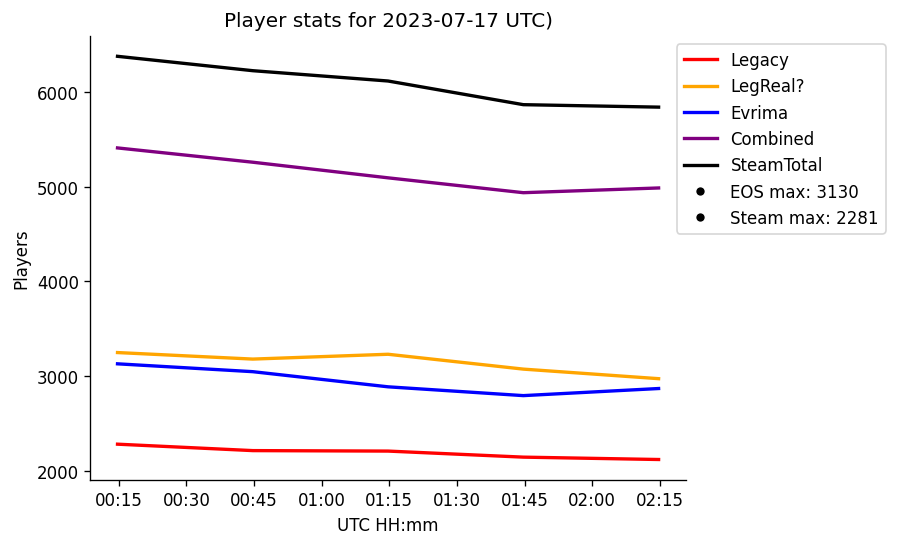 Player stats for 2023-07-17 UTC)
Legacy
LegReal?
Evrima
Combined
SteamTotal
EOS max: 3130
Steam max: 2281
Players
6000
5000
4000
3000
2000
00:15 00:30 00:45 01:00 01:15 01:30 01:45 02:00 02:15
UTC HH:mm